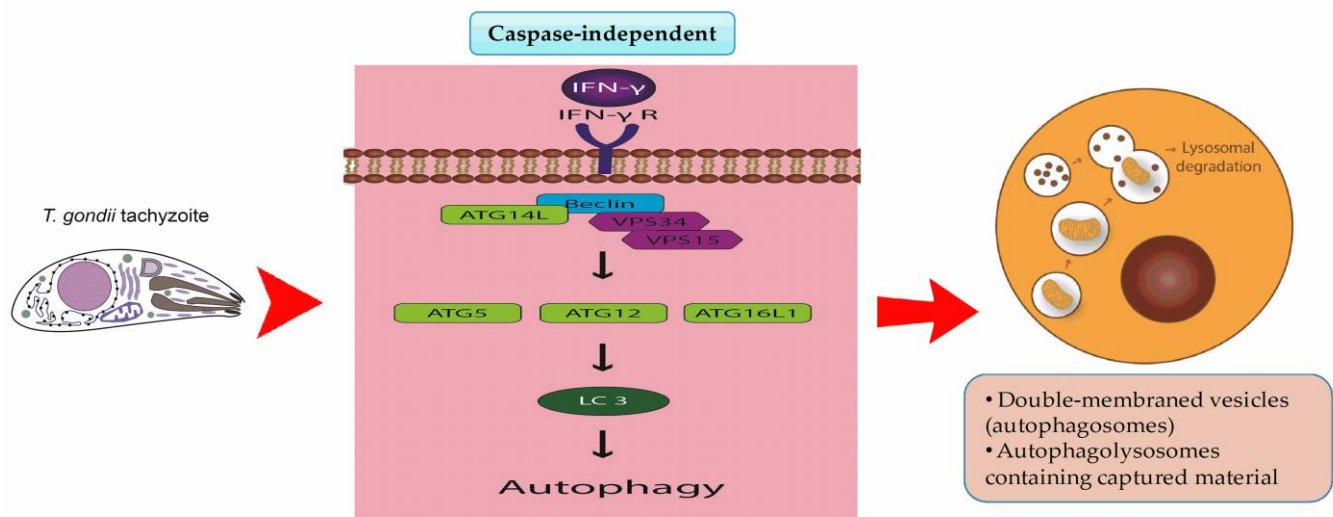 Caspase-independent
IFN-γ
IFN-γ R
Beclin
ATG14L
VPS34
VPS15
ATG5
ATG12
ATG16L1
LC 3
Autophagy
T. gondii tachyzoite
→ Lysosomal
degradation
• Double-membraned vesicles
(autophagosomes)
• Autophagolysosomes
containing captured material